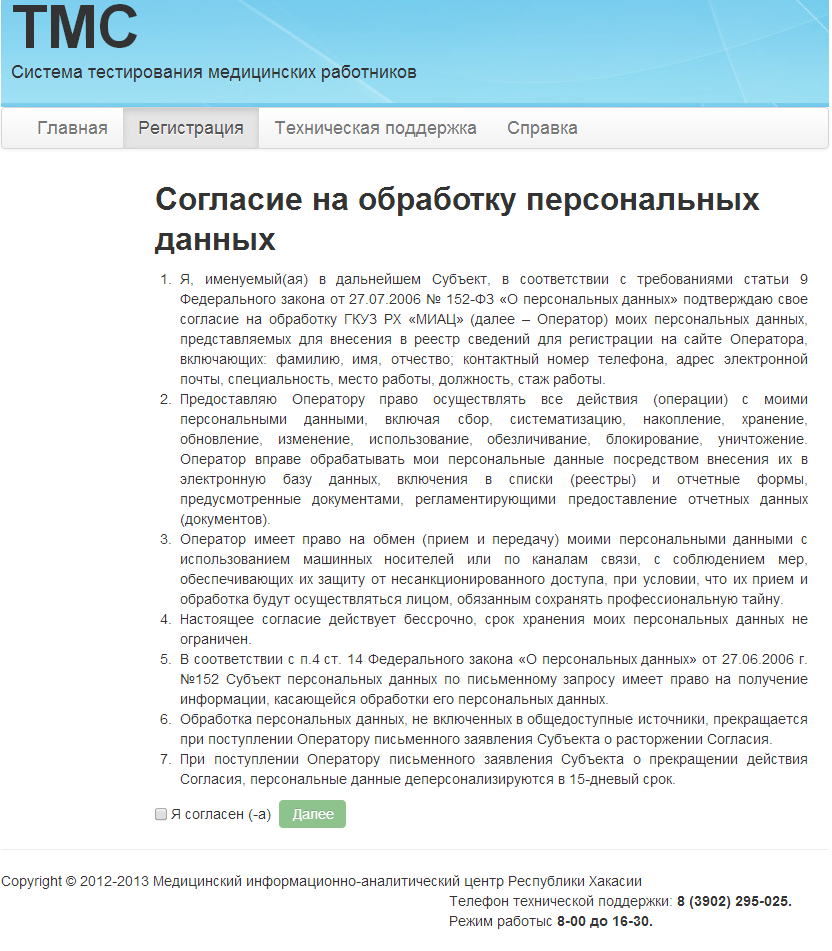 ТМС
Система тестирования медицинских работников
Главная Регистрация Техническая поддержка Справка
Согласие на обработку персональных
данных
1. Я, именуемый(ая) в дальнейшем Субъект, в соответствии с требованиями статьи 9
Федерального закона от 27.07.2006 № 152-ФЗ «О персональных данных» подтверждаю свое
согласие на обработку ГКУЗ РХ «МИАЦ» (далее – Оператор) моих персональных данных,
представляемых для внесения в реестр сведений для регистрации на сайте Оператора,
включающих: фамилию, имя, отчество; контактный номер телефона, адрес электронной
почты, специальность, место работы, должность, стаж работы.
2. Предоставляю Оператору право осуществлять все действия (операции) с моими
персональными данными, включая сбор, систематизацию, накопление, хранение,
обновление, изменение, использование, обезличивание, блокирование, уничтожение.
Оператор вправе обрабатывать мои персональные данные посредством внесения их в
электронную базу данных, включения в списки (реестры) и отчетные формы,
предусмотренные документами, регламентирующими предоставление отчетных данных
(документов).
3. Оператор имеет право на обмен (прием и передачу) моими персональными данными с
использованием машинных носителей или по каналам связи, с соблюдением мер,
обеспечивающих их защиту от несанкционированного доступа, при условии, что их прием и
обработка будут осуществляться лицом, обязанным сохранять профессиональную тайну.
4. Настоящее согласие действует бессрочно, срок хранения моих персональных данных не
ограничен.
5. В соответствии с п.4 ст. 14 Федерального закона «О персональных данных» от 27.06.2006 г.
№152 Субъект персональных данных по письменному запросу имеет право на получение
информации, касающейся обработки его персональных данных.
6. Обработка персональных данных, не включенных в общедоступные источники, прекращается
при поступлении Оператору письменного заявления Субъекта о расторжении Согласия.
7. При поступлении Оператору письменного заявления Субъекта о прекращении действия
Согласия, персональные данные деперсонализируются в 15-дневый срок.
Я согласен (-а) Далее
Copyright © 2012-2013 Медицинский информационно-аналитический центр Республики Хакасии
Телефон технической поддержки: 8 (3902) 295-025.
Режим работыс 8-00 до 16-30.